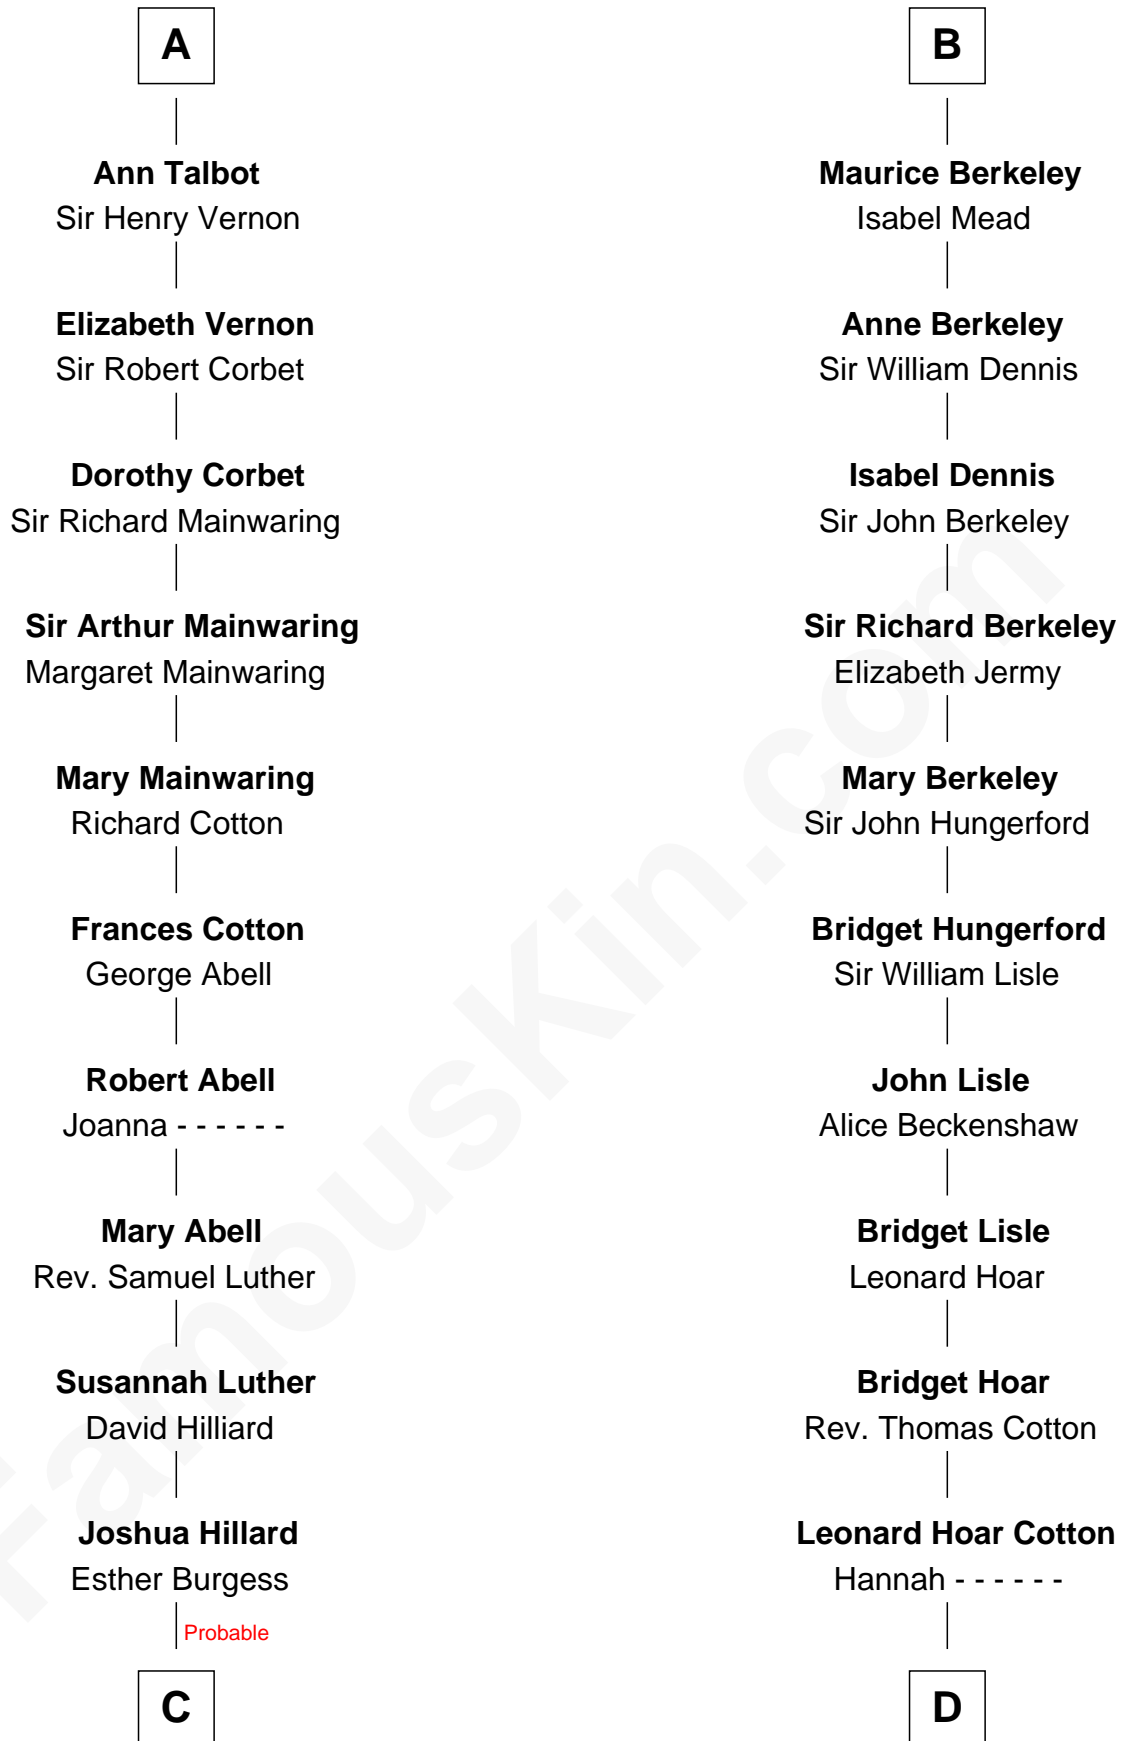 A
Ann Talbot
Sir Henry Vernon
Elizabeth Vernon
Sir Robert Corbet
Dorothy Corbet
Sir Richard Mainwaring
Sir Arthur Mainwaring
Margaret Mainwaring
Mary Mainwaring
Richard Cotton
Frances Cotton
George Abell
Robert Abell
Joanna - - - - - -
Mary Abell
Rev. Samuel Luther
Susannah Luther
David Hilliard
Joshua Hillard
Esther Burgess
Probable
C
B
Maurice Berkeley
Isabel Mead
Anne Berkeley
Sir William Dennis
Isabel Dennis
Sir John Berkeley
Sir Richard Berkeley
Elizabeth Jermy
Mary Berkeley
Sir John Hungerford
Bridget Hungerford
Sir William Lisle
John Lisle
Alice Beckenshaw
Bridget Lisle
Leonard Hoar
Bridget Hoar
Rev. Thomas Cotton
Leonard Hoar Cotton
Hannah - - - - - -
D
FamousKin.com